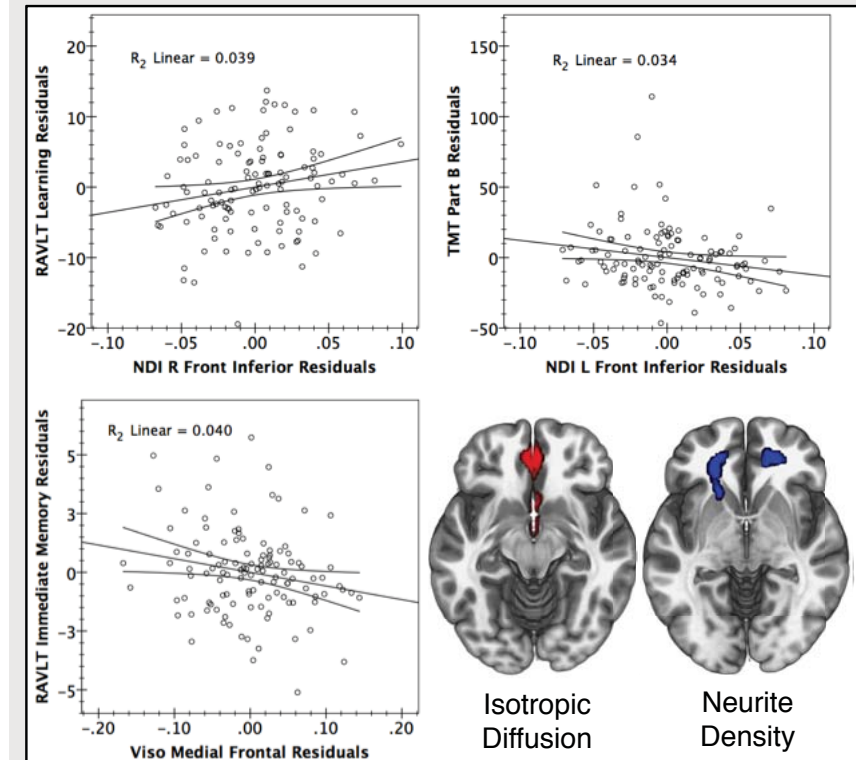 R2 Linear = 0.039
RAVLT Learning Residuals
20
10
0
-10
-20
-.10
-.05
.00
.05
.10
NDI R Front Inferior Residuals
R2 Linear = 0.034
TMT Part B Residuals
150
100
50
0
-50
-.10
-.05
.00
.05
.10
NDI L Front Inferior Residuals
R2 Linear = 0.040
RAVLT Immediate Memory Residuals
5
3
0
-3
-5
-.20
-.10
.00
.10
.20
Viso Medial Frontal Residuals
Isotropic
Diffusion
Neurite
Density